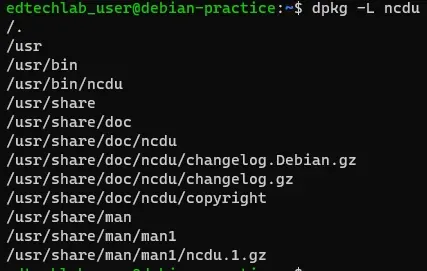 edtechlab_user@debian-practice:~$ dpkg -L ncdu
/.
/usr
/usr/bin
/usr/bin/ncdu
/usr/share
/usr/share/doc
/usr/share/doc/ncdu
/usr/share/doc/ncdu/changelog.Debian.gz
/usr/share/doc/ncdu/changelog.gz
/usr/share/doc/ncdu/copyright
/usr/share/man
/usr/share/man/man1
/usr/share/man/man1/ncdu.1.gz